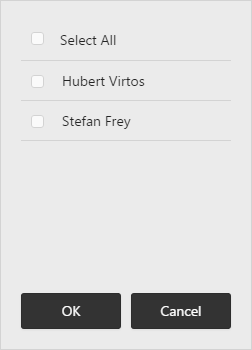 Select All
Hubert Virtos
Stefan Frey
OK Cancel